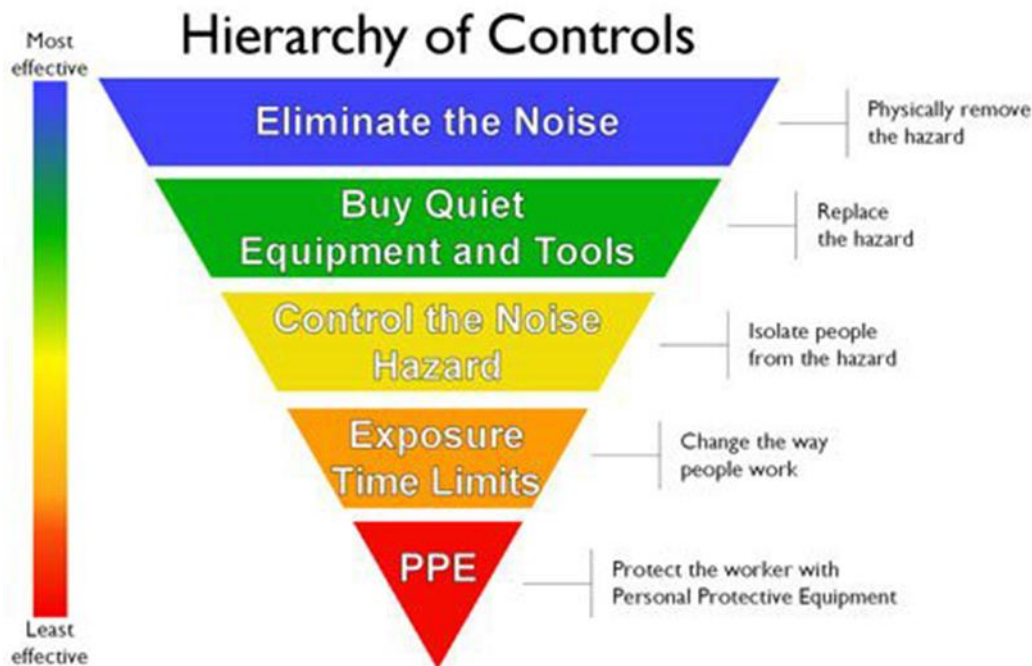 Hierarchy of Controls
Most
effective
Eliminate the Noise
Physically remove
the hazard
Buy Quiet
Equipment and Tools
Replace
the hazard
Control the Noise
Hazard
Isolate people
from the hazard
Exposure
Time Limits
Change the way
people work
PPE
Protect the worker with
Personal Protective Equipment
Least
effective